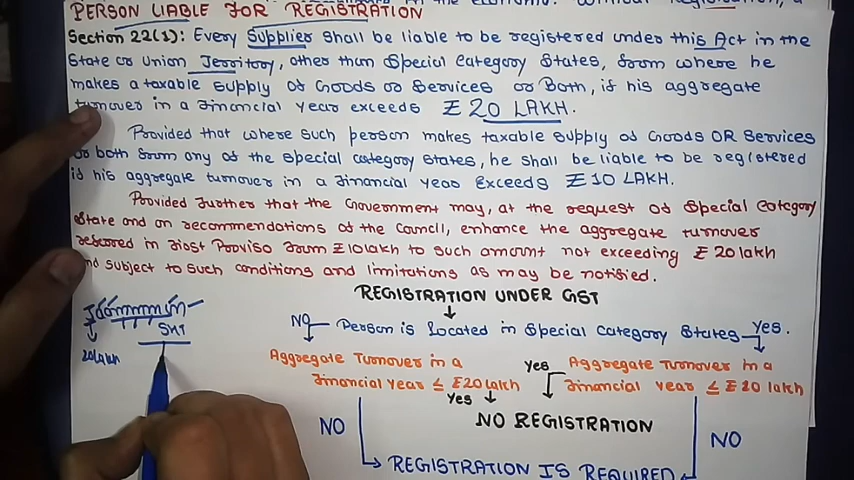 in the economy. Without Registration, a
PERSON LIABLE FOR REGISTRATION
Section 22(1): Every Supplier shall be liable to be registered under this Act in the
State or Union Territory, other than Special Category States, from where he
makes a taxable supply of Goods or Services or Both, if his aggregate
turnover in a financial year exceeds ₹ 20 LAKH.
Provided that where such person makes taxable supply of Goods OR Services
or both from any of the special category States, he shall be liable to be registered
if his aggregate turnover in a financial year exceeds ₹ 10 LAKH.
Provided further that the Government may, at the request of Special Category
State and on recommendations of the Council, enhance the aggregate turnover
referred in first Proviso from ₹ 10 lakh to such amount not exceeding ₹ 20 lakh
and subject to such conditions and limitations as may be notified.
REGISTRATION UNDER GST
NO Person is Located in Special Category States Yes.
Aggregate Turnover in a
financial year ≤ ₹ 20 lakh
Yes
Yes Aggregate Turnover in a
financial year ≤ ₹ 20 lakh
NO REGISTRATION
NO
NO
REGISTRATION IS REQUIRED
20 lakh